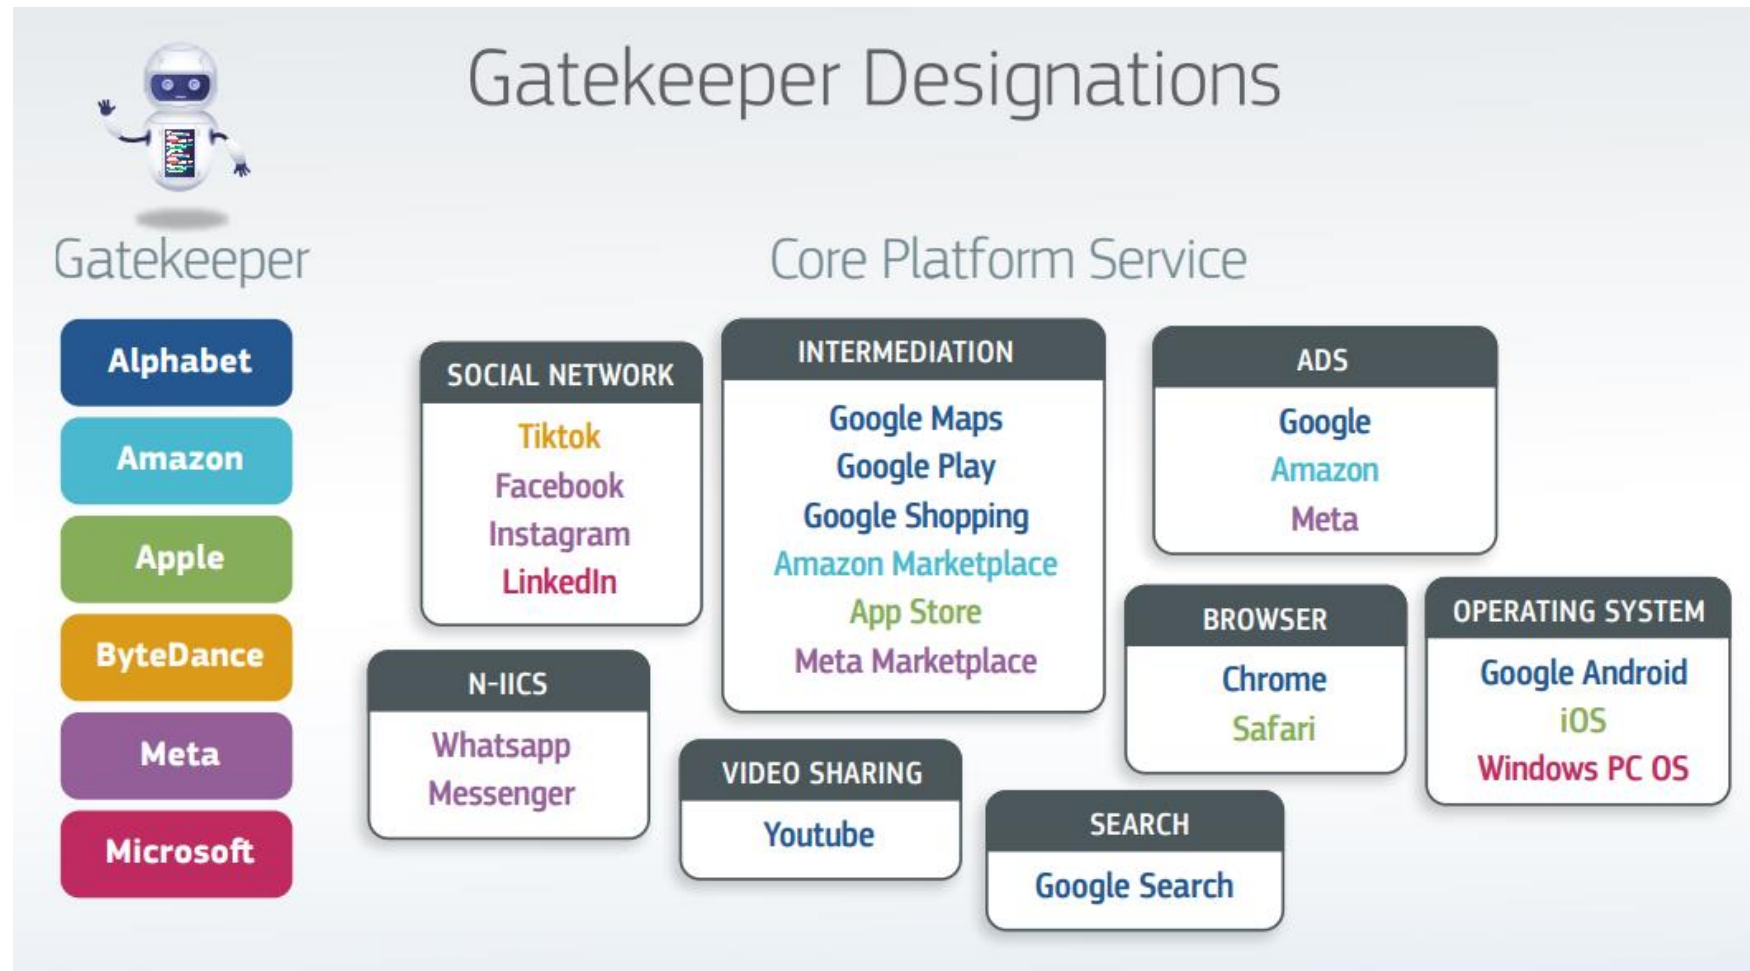 Gatekeeper Designations
Gatekeeper
Alphabet
Amazon
Apple
ByteDance
Meta
Microsoft
Core Platform Service
SOCIAL NETWORK
Tiktok
Facebook
Instagram
LinkedIn
INTERMEDIATION
Google Maps
Google Play
Google Shopping
Amazon Marketplace
App Store
Meta Marketplace
ADS
Google
Amazon
Meta
N-IICS
Whatsapp
Messenger
VIDEO SHARING
Youtube
BROWSER
Chrome
Safari
OPERATING SYSTEM
Google Android
iOS
Windows PC OS
SEARCH
Google Search